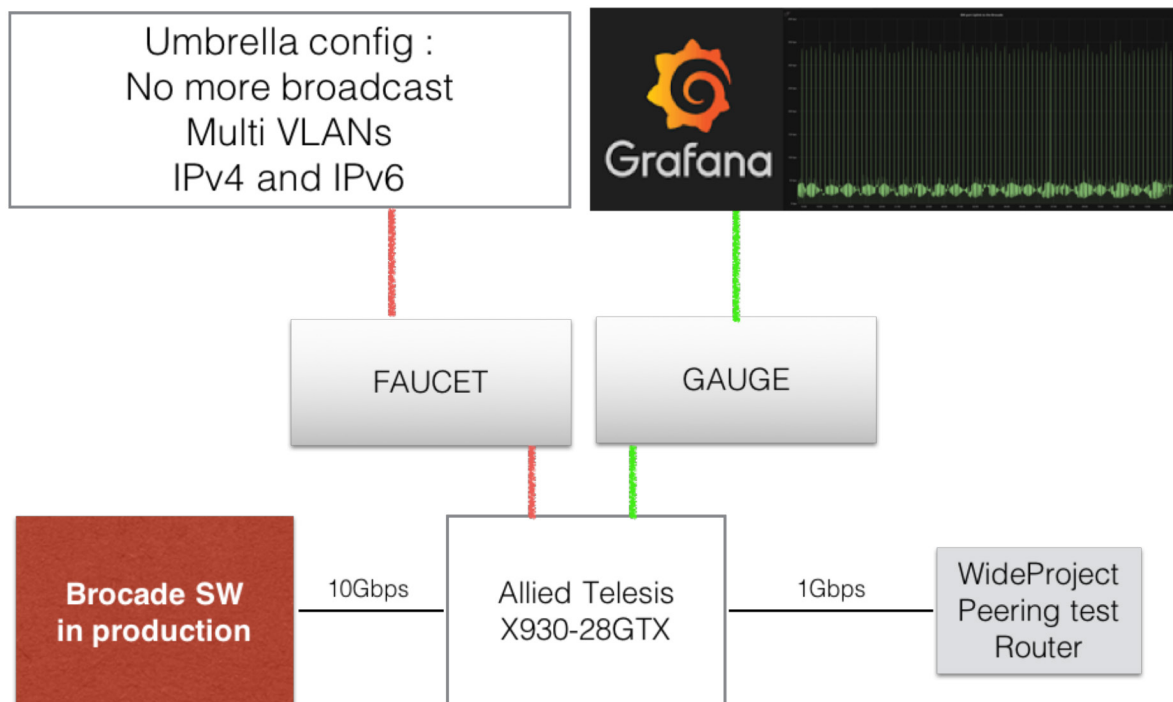 Umbrella config :
No more broadcast
Multi VLANs
IPv4 and IPv6
Grafana
FAUCET
GAUGE
Brocade SW
in production
10Gbps
Allied Telesis
X930-28GTX
1Gbps
WideProject
Peering test
Router